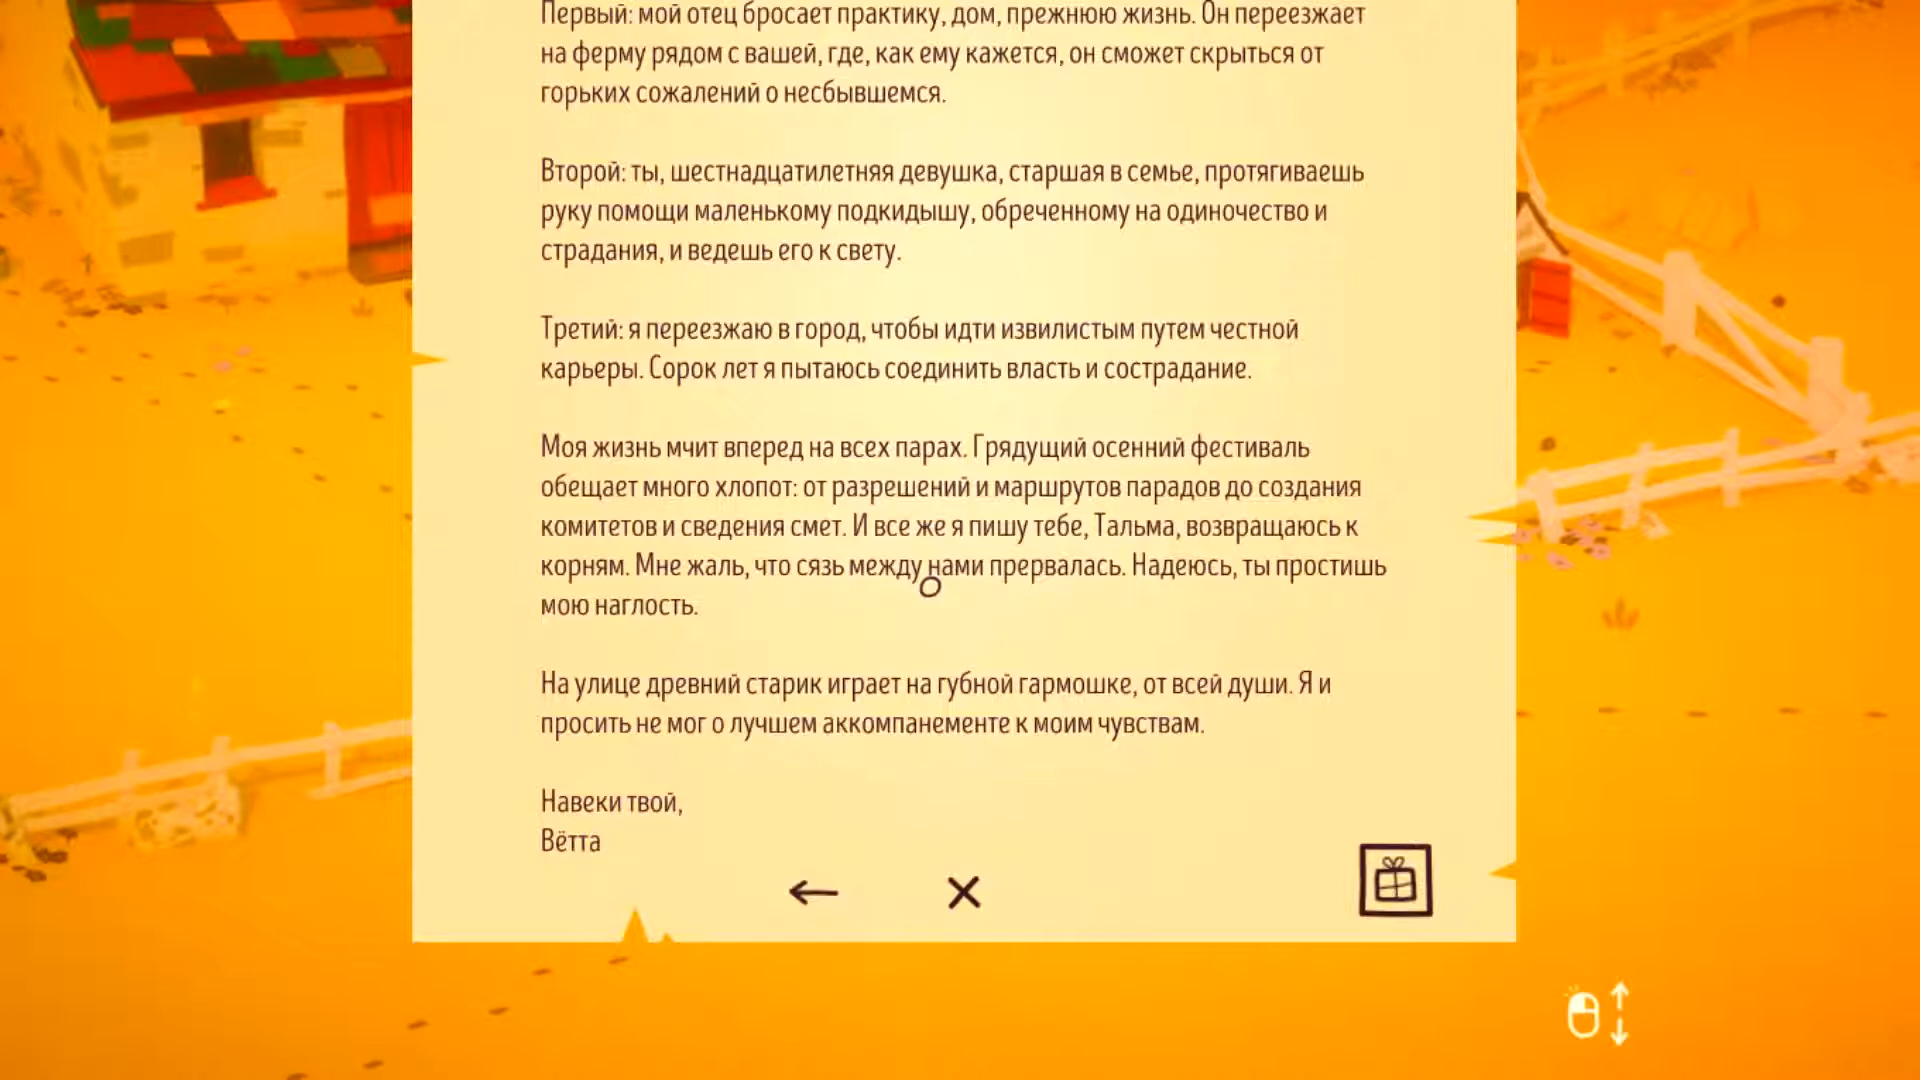 Первый: мой отец бросает практику, дом, прежнюю жизнь. Он переезжает
на ферму рядом с вашей, где, как ему кажется, он сможет скрыться от
горьких сожалений о несбывшемся.
Второй: ты, шестнадцатилетняя девушка, старшая в семье, протягиваешь
руку помощи маленькому подкидышу, обреченному на одиночество и
страдания, и ведешь его к свету.
Третий: я переезжаю в город, чтобы идти извилистым путем честной
карьеры. Сорок лет я пытаюсь соединить власть и сострадание.
Моя жизнь мчит вперед на всех парах. Грядущий осенний фестиваль
обещает много хлопот: от разрешений и маршрутов парадов до создания
комитетов и сведения смет. И все же я пишу тебе, Тальма, возвращаюсь к
корням. Мне жаль, что сязь между нами прервалась. Надеюсь, ты простишь
мою наглость.
На улице древний старик играет на губной гармошке, от всей души. Я и
просить не мог о лучшем аккомпанементе к моим чувствам.
Навеки твой,
Вётта